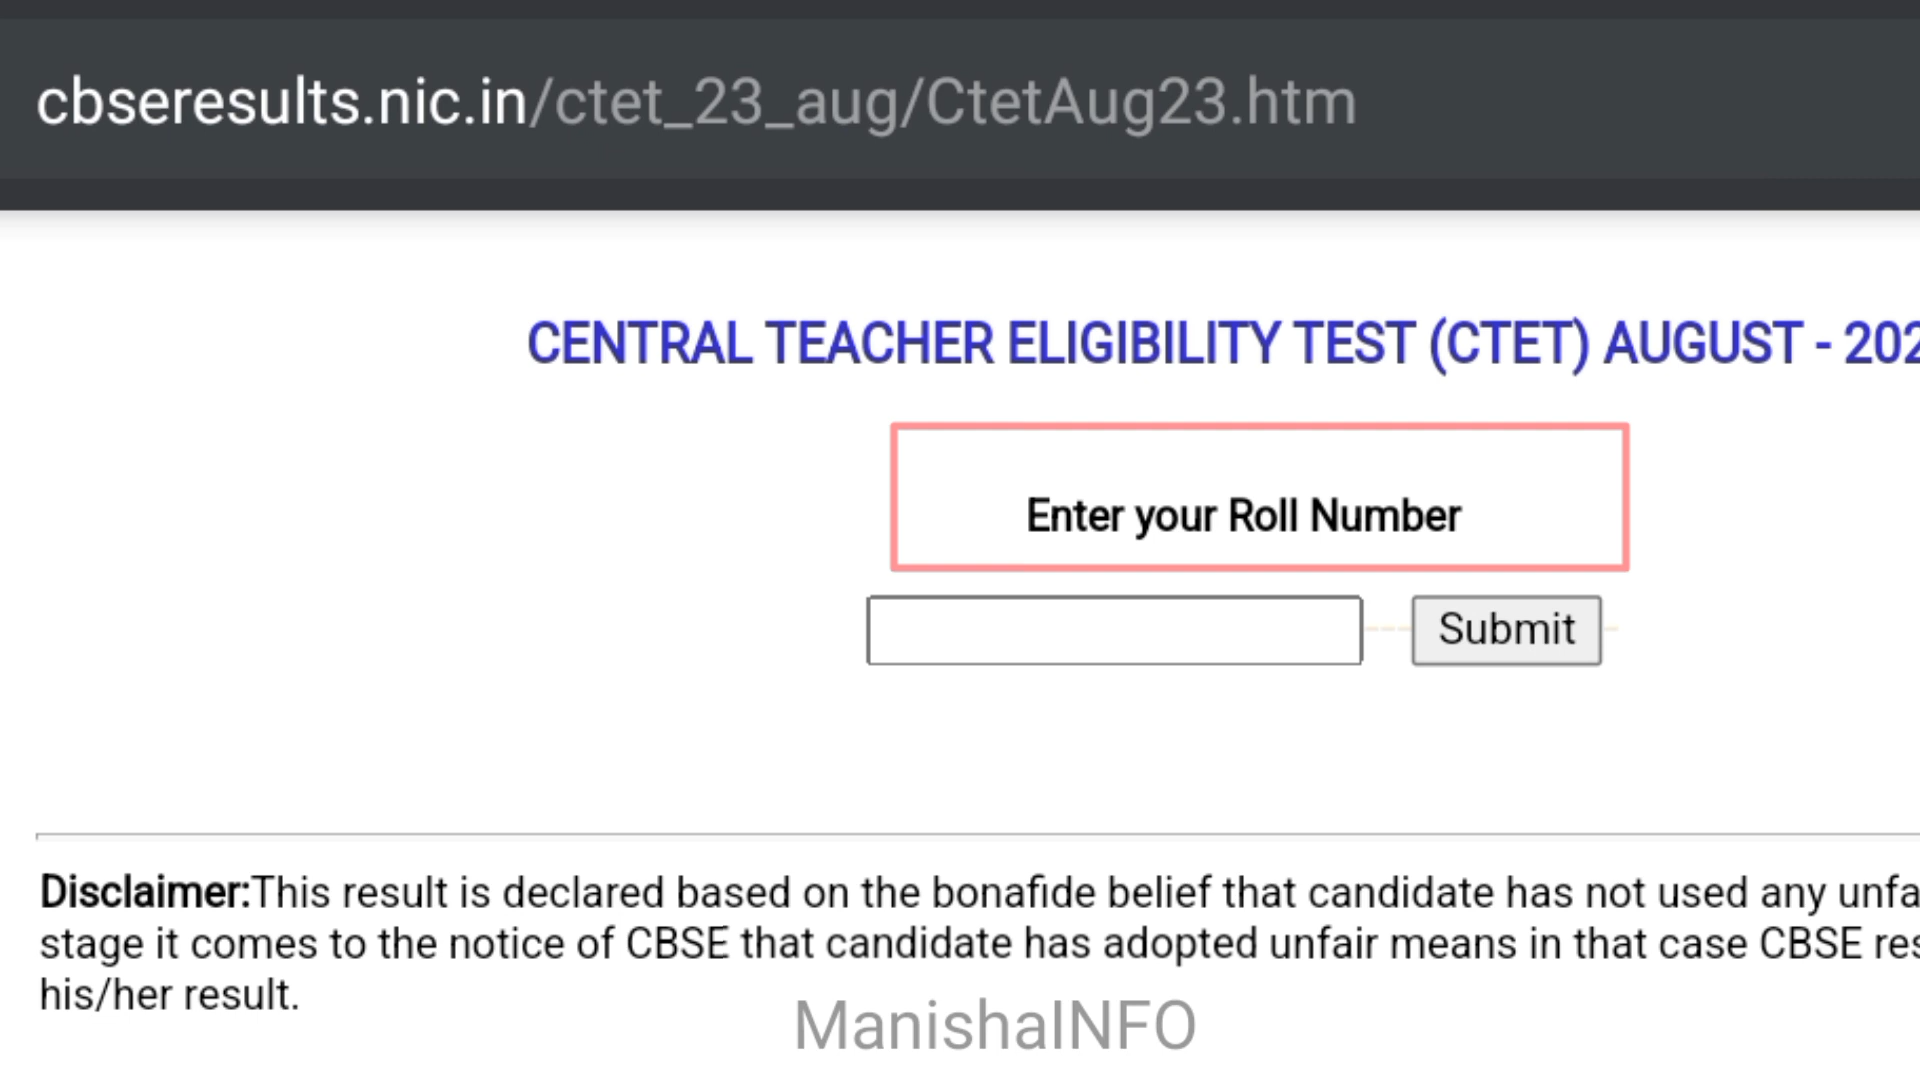 cbseresults.nic.in/ctet_23_aug/CtetAug23.htm
CENTRAL TEACHER ELIGIBILITY TEST (CTET) AUGUST - 202
Enter your Roll Number
Submit
Disclaimer:This result is declared based on the bonafide belief that candidate has not used any unfa
stage it comes to the notice of CBSE that candidate has adopted unfair means in that case CBSE res
his/her result.
ManishaINFO